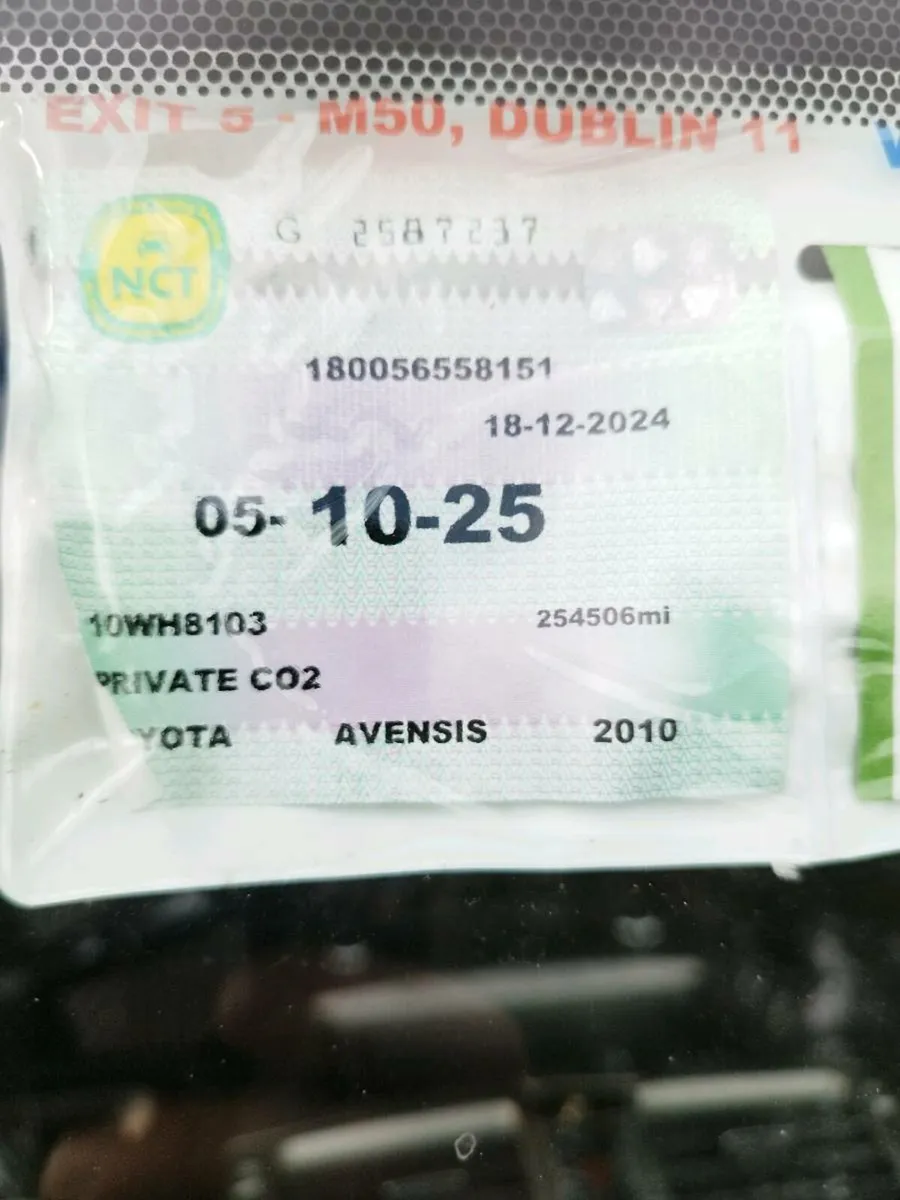 EXIT 5 - M50, DUBLIN 11
NCT
G 2587237
180056558151
18-12-2024
05- 10-25
10WH8103
254506mi
PRIVATE CO2
YOTA AVENSIS 2010